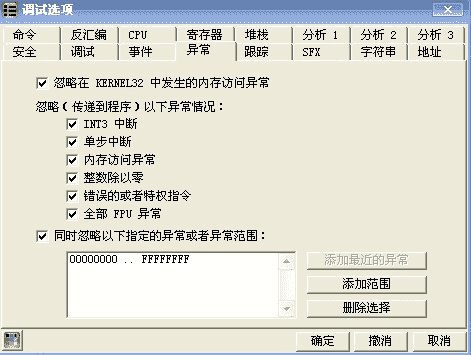 调试选项
命令 反汇编 CPU 寄存器 堆栈 分析 1 分析 2 分析 3
安全 调试 事件 异常 跟踪 SFX 字符串 地址
忽略在 KERNEL32 中发生的内存访问异常
忽略(传递到程序)以下异常情况:
INT3 中断
单步中断
内存访问异常
整数除以零
错误的或者特权指令
全部 FPU 异常
同时忽略以下指定的异常或者异常范围:
00000000 .. FFFFFFFF
添加最近的异常
添加范围
删除选择
确定 撤消 取消